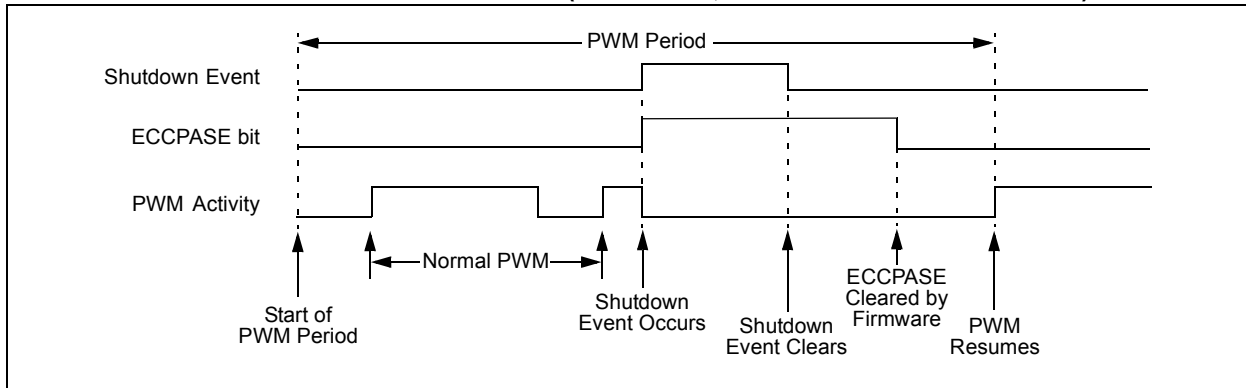 PWM Period
Shutdown Event
ECCPASE bit
PWM Activity
Normal PWM
Start of
PWM Period
Shutdown
Event Occurs
Shutdown
Event Clears
ECCPASE
Cleared by
Firmware
PWM
Resumes